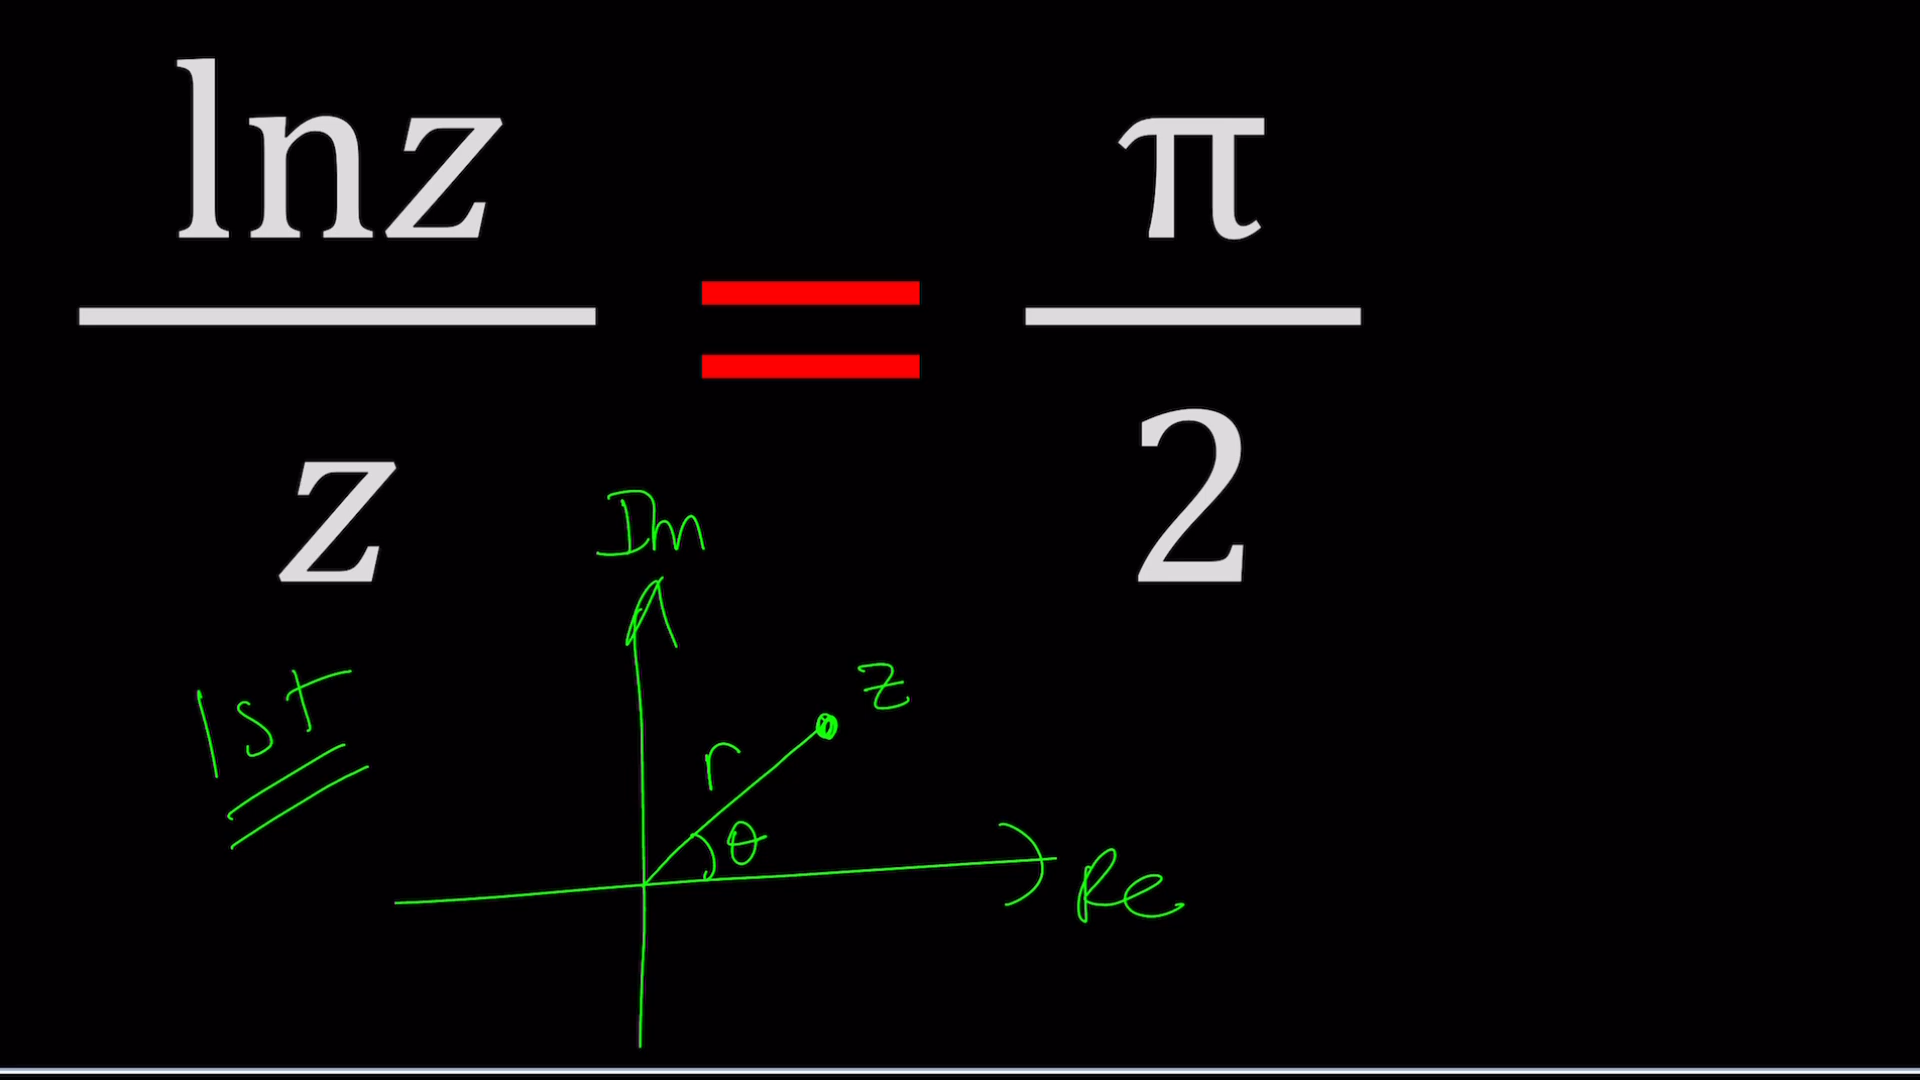 lnz/z = π/2
Im
1st
z
r
θ
Re